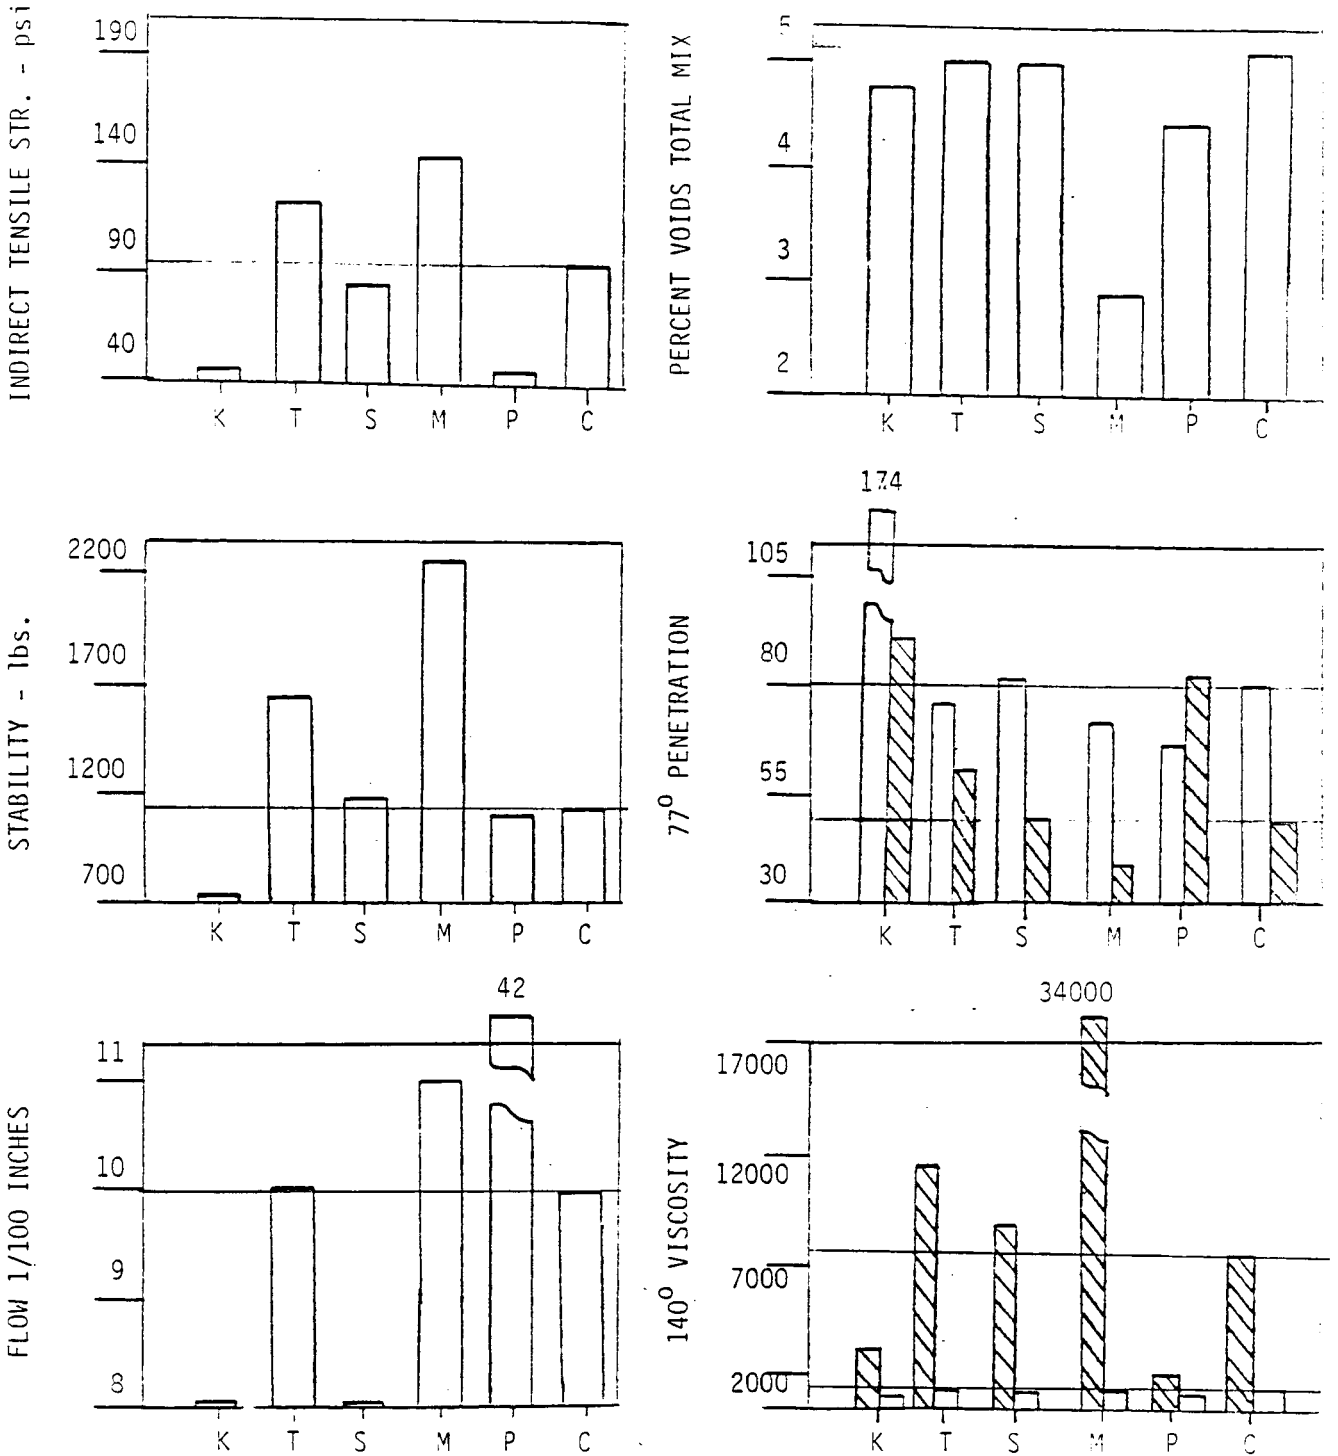 INDIRECT TENSILE STR. - psi
190
140
90
40
K T S M P C
PERCENT VOIDS TOTAL MIX
5
4
3
2
K T S M P C
STABILITY - lbs.
2200
1700
1200
700
K T S M P C
77° PENETRATION
174
105
80
55
30
K T S M P C
FLOW 1/100 INCHES
42
11
10
9
8
K T S M P C
140° VISCOSITY
34000
17000
12000
7000
2000
K T S M P C